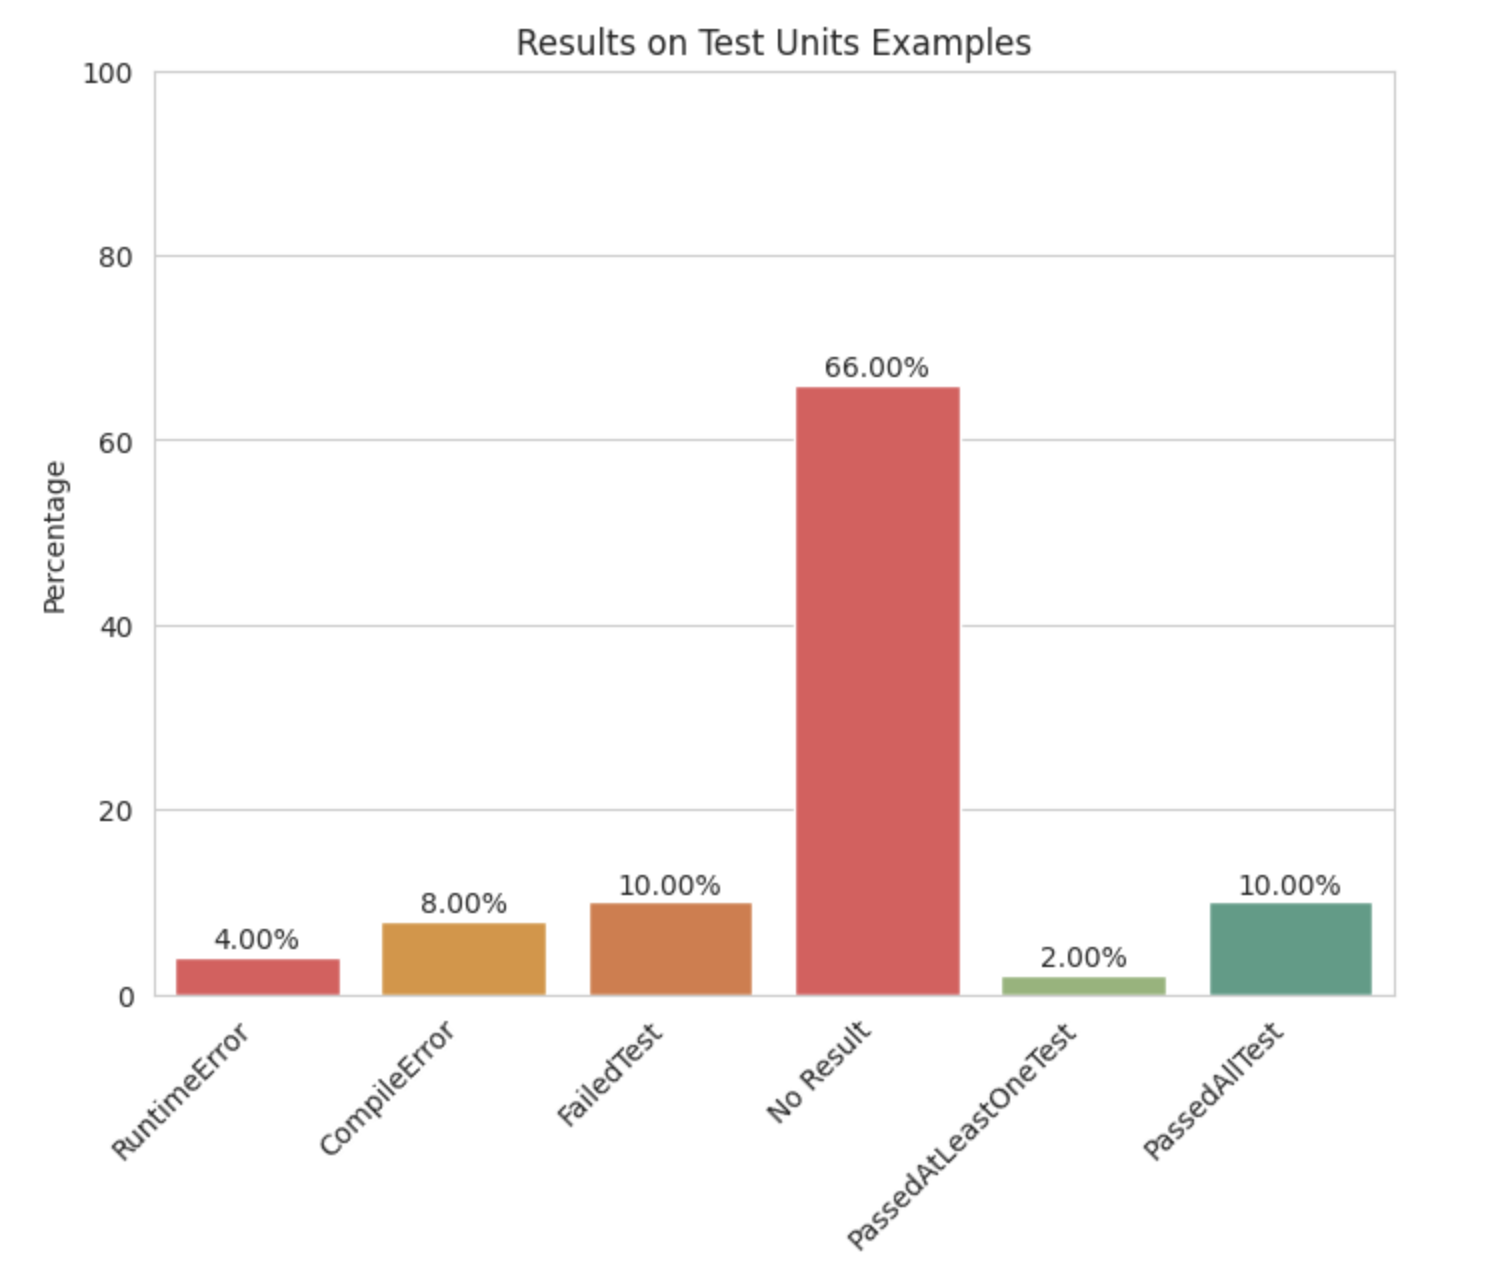 Results on Test Units Examples
100
80
60
40
20
0
Percentage
4.00%
8.00%
10.00%
66.00%
2.00%
10.00%
RuntimeError
CompileError
FailedTest
No Result
PassedAtLeastOneTest
PassedAllTest